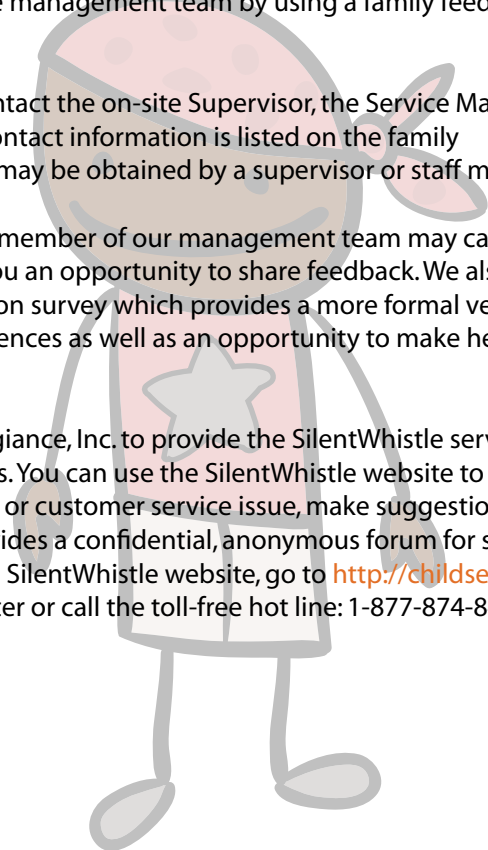 management team by using a family feed
ntact the on-site Supervisor, the Service Ma
ontact information is listed on the family
may be obtained by a supervisor or staff m
member of our management team may ca
ou an opportunity to share feedback. We als
on survey which provides a more formal ve
ences as well as an opportunity to make he
giance, Inc. to provide the SilentWhistle serv
s. You can use the SilentWhistle website to
or customer service issue, make suggestion
ides a confidential, anonymous forum for s
SilentWhistle website, go to http://childse
ter or call the toll-free hot line: 1-877-874-8